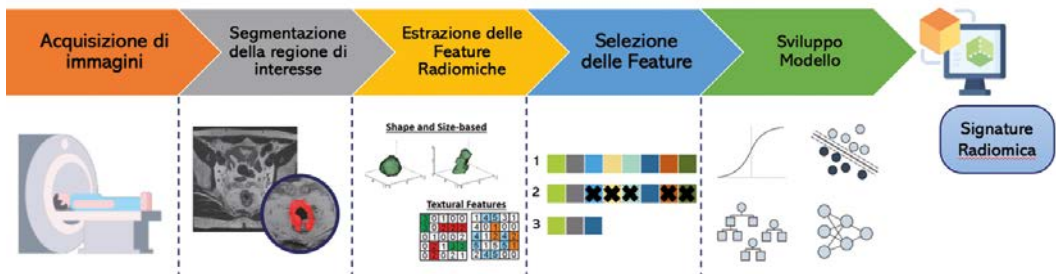 Acquisizione di
immagini
Segmentazione
della regione di
interesse
Estrazione delle
Feature
Radiomiche
Selezione
delle Feature
Sviluppo
Modello
Signature
Radiomica
Shape and Size-based
Textural Features
1
2
3